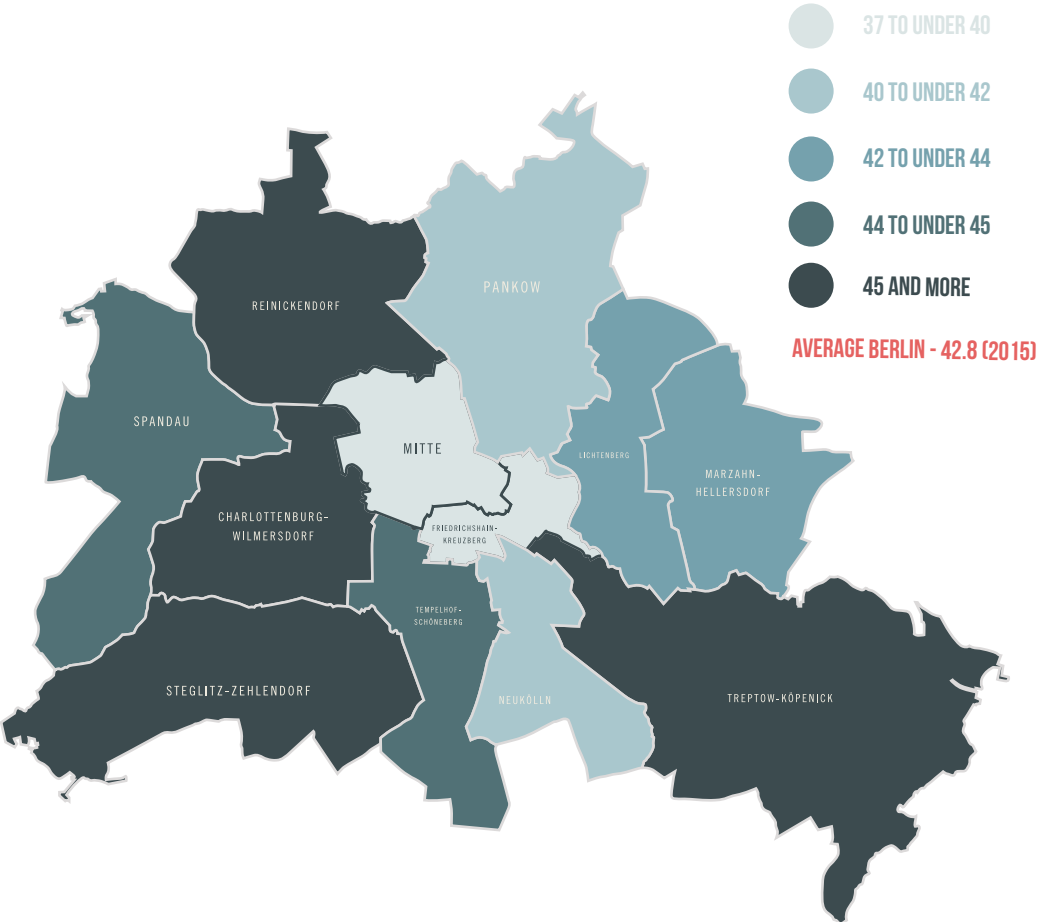 37 TO UNDER 40
40 TO UNDER 42
42 TO UNDER 44
44 TO UNDER 45
45 AND MORE
AVERAGE BERLIN - 42.8 (2015)
PANKOW
REINICKENDORF
SPANDAU
MITTE
LICHTENBERG
MARZAHN-
HELLERSDORF
CHARLOTTENBURG-
WILMERSDORF
FRIEDRICHSHAIN-
KREUZBERG
TEMPELHOF-
SCHÖNEBERG
STEGLITZ-ZEHLENDORF
NEUKÖLLN
TREPTOW-KÖPENICK